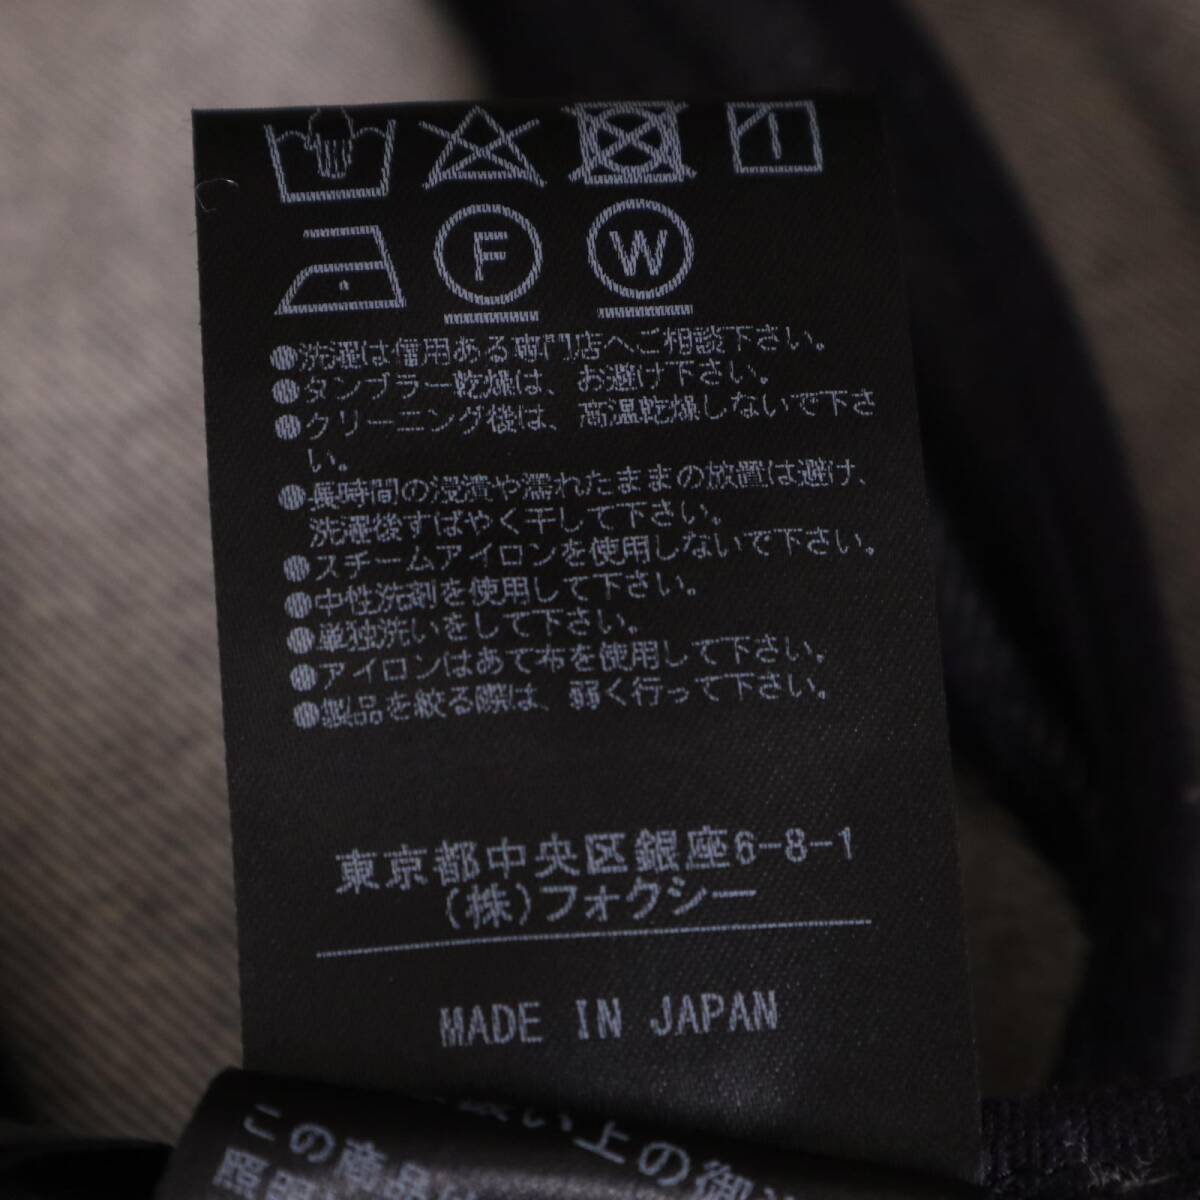 F W
●洗濯は信用ある専門店へご相談下さい。
●タンブラー乾燥は、お避け下さい。
●クリーニング後は、高温乾燥しないで下さ
い。
●長時間の浸漬や濡れたままの放置は避け、
洗濯後すばやく干して下さい。
●スチームアイロンを使用しないで下さい。
●中性洗剤を使用して下さい。
●単独洗いをして下さい。
●アイロンはあて布を使用して下さい。
●製品を絞る際は、弱く行って下さい。
東京都中央区銀座6-8-1
(株)フォクシー
MADE IN JAPAN
い上の御
この商品